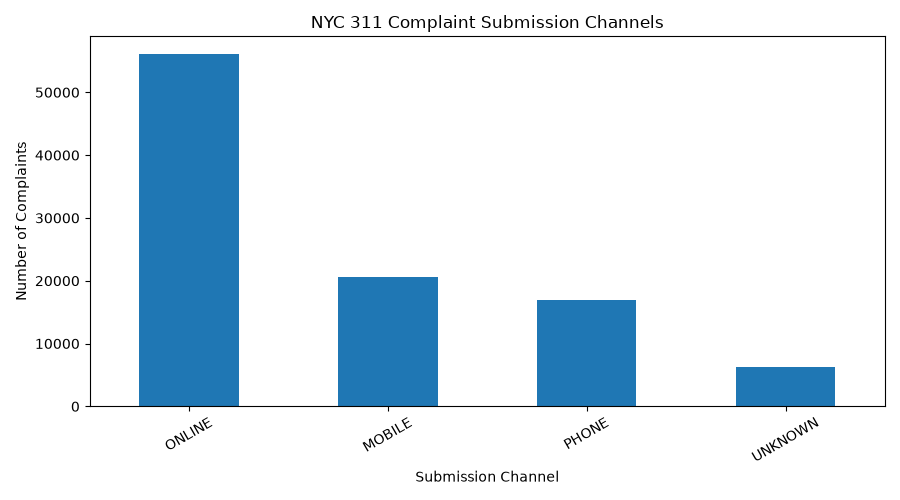 NYC 311 Complaint Submission Channels
Number of Complaints
50000
40000
30000
20000
10000
0
ONLINE
MOBILE
PHONE
UNKNOWN
Submission Channel